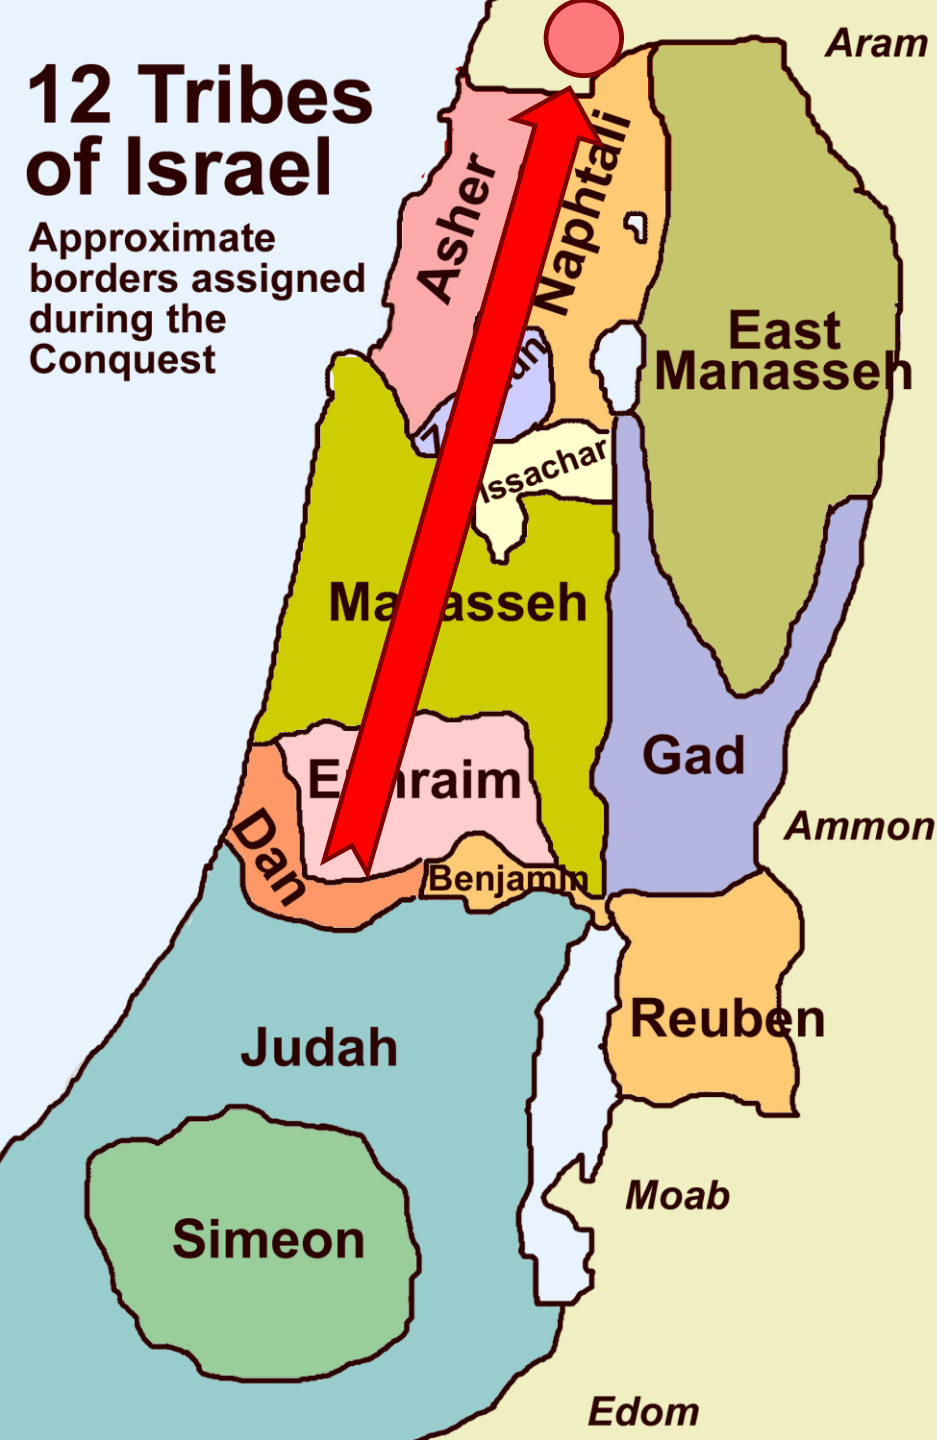 12 Tribes
of Israel
Approximate
borders assigned
during the
Conquest
Aram
Asher
Naphtali
East
Manasseh
Issachar
Gad
Ammon
Dan
Benjamin
Reuben
Judah
Moab
Simeon
Edom